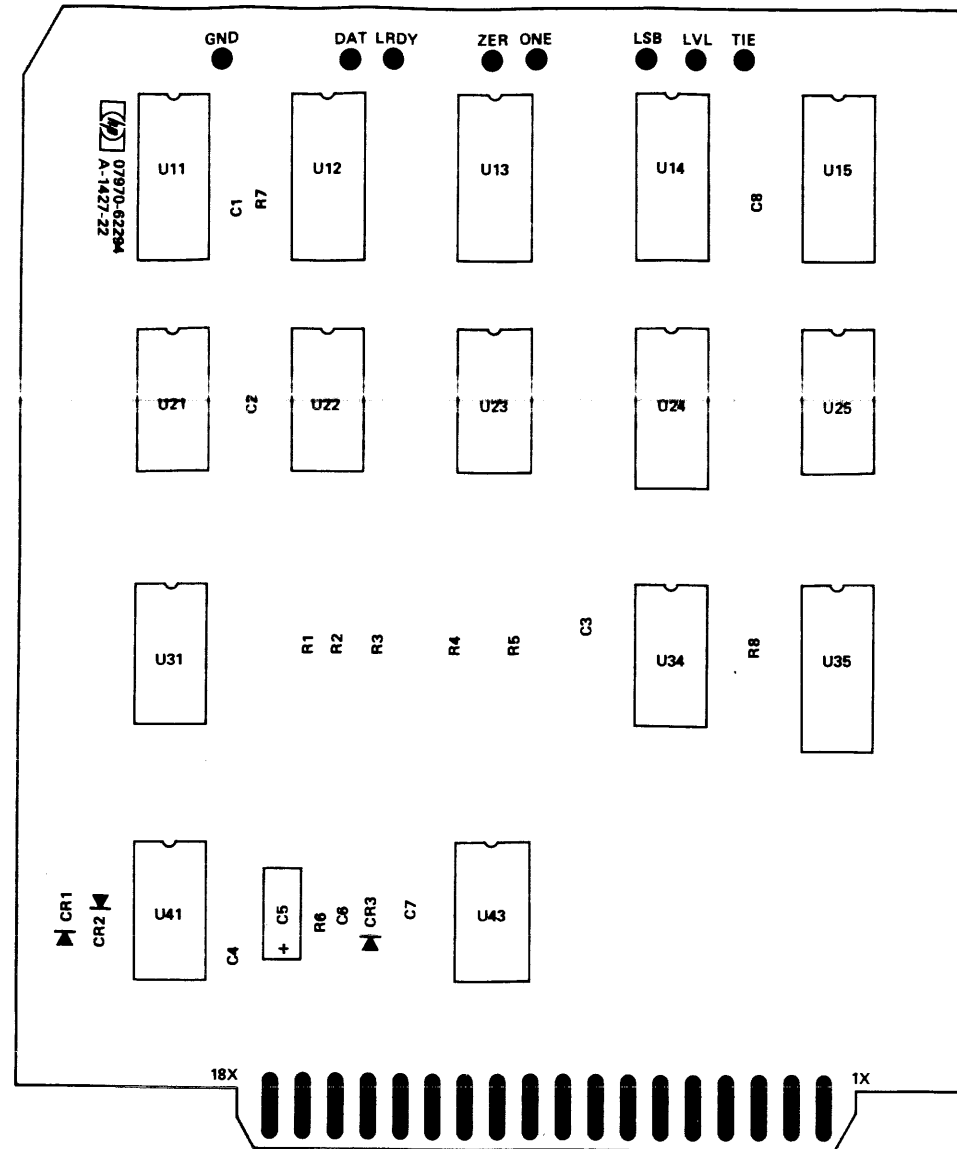 GND DAT LRDY ZER ONE LSB LVL TIE
hp
07970-62294
A-1427-22
U11 C1 R7 U12 U13 U14 C8 U15
U21 C2 U22 U23 U24 U25
U31 R1 R2 R3 R4 R5 C3 U34 R8 U35
CR1 CR2 U41 C4 C5 + R6 C6 CR3 C7 U43
18X 1X